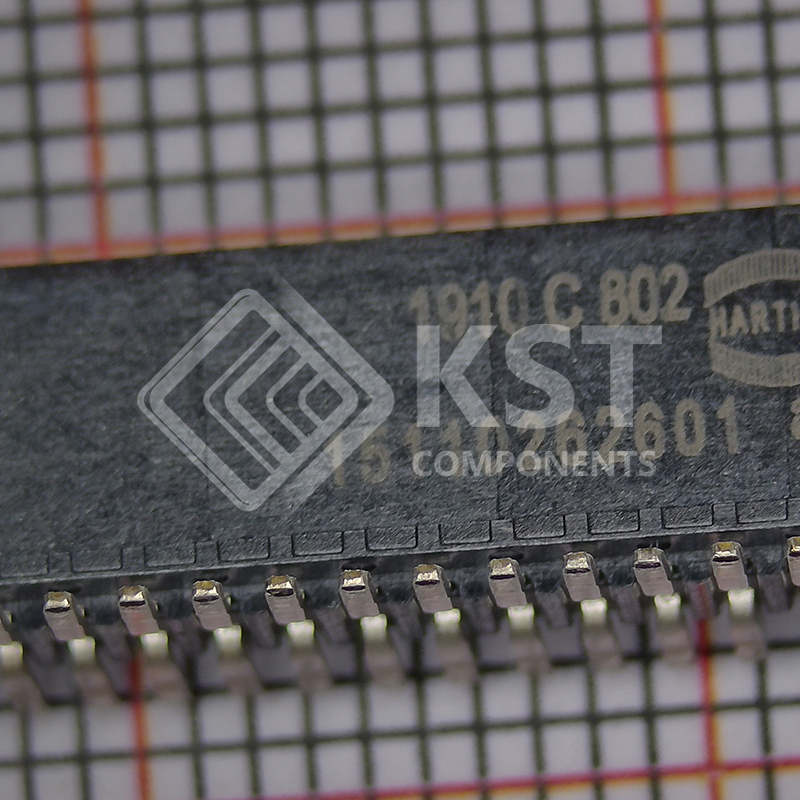 1910 C 802
HARTI
KST
15110262601
COMPONENTS